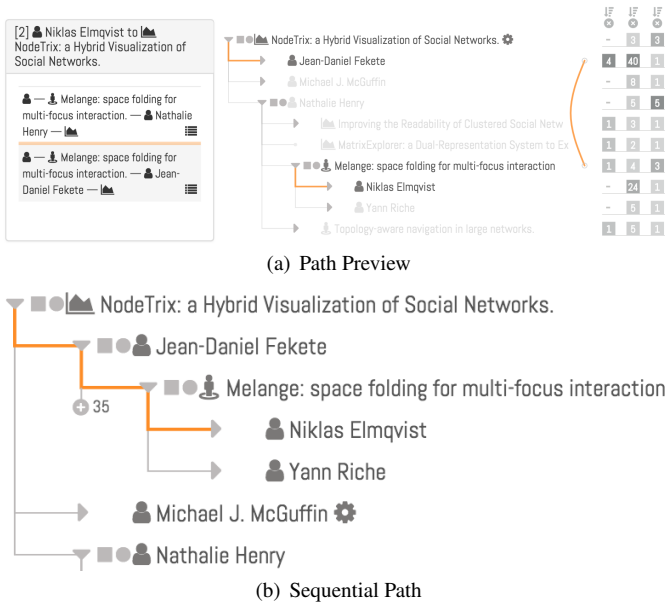 [2] Niklas Elmqvist to
NodeTrix: a Hybrid Visualization of
Social Networks.
— Melange: space folding for
multi-focus interaction. — Nathalie
Henry —
— Melange: space folding for
multi-focus interaction. — Jean-
Daniel Fekete —
NodeTrix: a Hybrid Visualization of Social Networks. - 3 3
Jean-Daniel Fekete 4 40 1
Michael J. McGuffin - 8 1
Nathalie Henry - 5 5
Improving the Readability of Clustered Social Netw 1 3 1
MatrixExplorer: a Dual-Representation System to Ex - 2 1
Melange: space folding for multi-focus interaction 1 4 3
Niklas Elmqvist - 24 1
Yann Riche - 5 1
Topology-aware navigation in large networks. 1 5 1
(a) Path Preview
NodeTrix: a Hybrid Visualization of Social Networks.
Jean-Daniel Fekete
Melange: space folding for multi-focus interaction
35
Niklas Elmqvist
Yann Riche
Michael J. McGuffin
Nathalie Henry
(b) Sequential Path